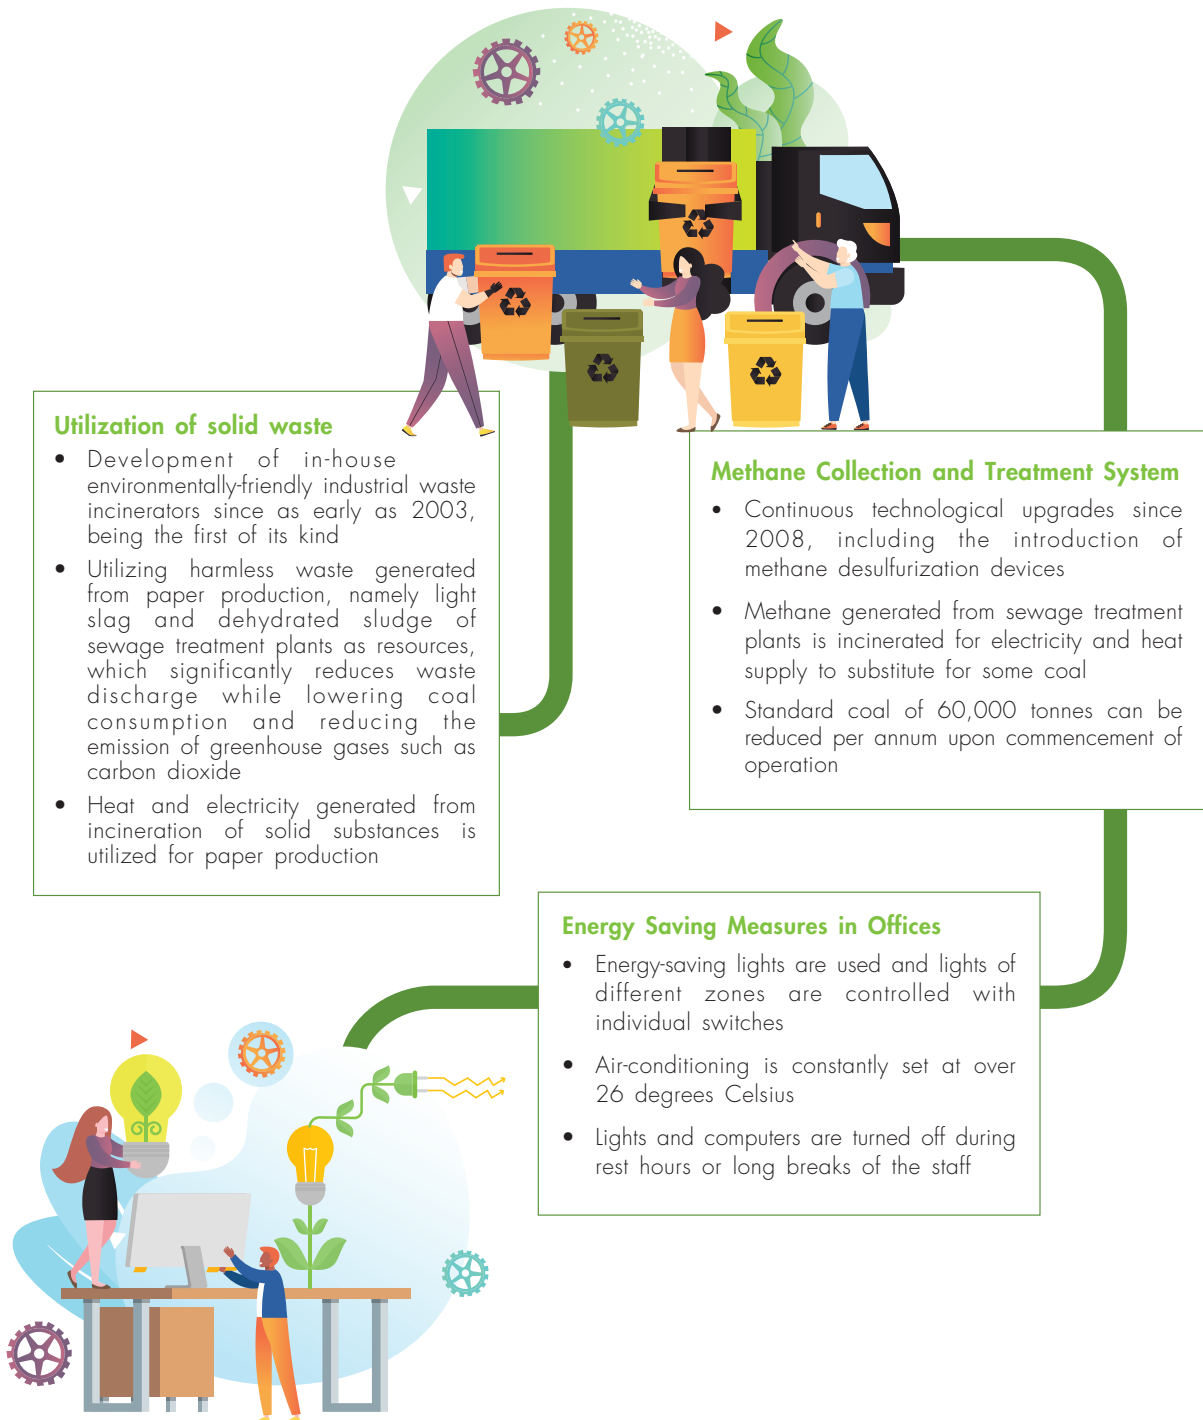 Utilization of solid waste
• Development of in-house
environmentally-friendly industrial waste
incinerators since as early as 2003,
being the first of its kind
• Utilizing harmless waste generated
from paper production, namely light
slag and dehydrated sludge of
sewage treatment plants as resources,
which significantly reduces waste
discharge while lowering coal
consumption and reducing the
emission of greenhouse gases such as
carbon dioxide
• Heat and electricity generated from
incineration of solid substances is
utilized for paper production
Methane Collection and Treatment System
• Continuous technological upgrades since
2008, including the introduction of
methane desulfurization devices
• Methane generated from sewage treatment
plants is incinerated for electricity and heat
supply to substitute for some coal
• Standard coal of 60,000 tonnes can be
reduced per annum upon commencement of
operation
Energy Saving Measures in Offices
• Energy-saving lights are used and lights of
different zones are controlled with
individual switches
• Air-conditioning is constantly set at over
26 degrees Celsius
• Lights and computers are turned off during
rest hours or long breaks of the staff